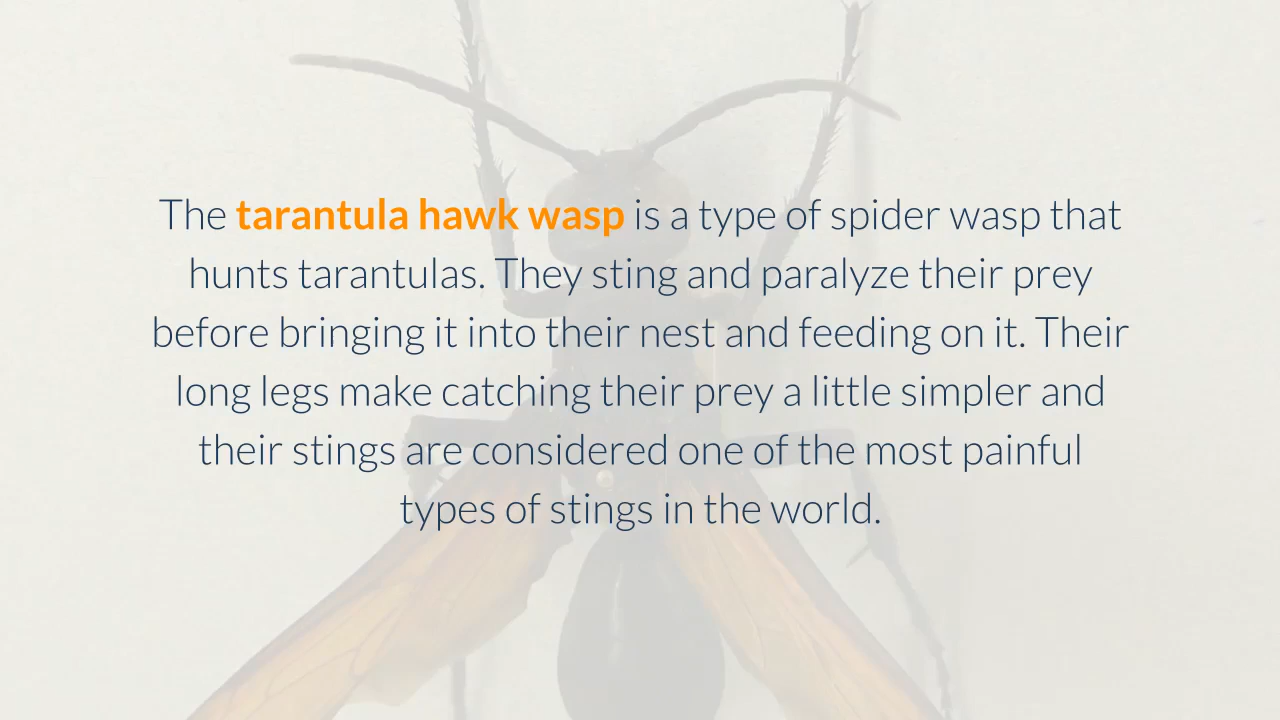 The tarantula hawk wasp is a type of spider wasp that
hunts tarantulas. They sting and paralyze their prey
before bringing it into their nest and feeding on it. Their
long legs make catching their prey a little simpler and
their stings are considered one of the most painful
types of stings in the world.